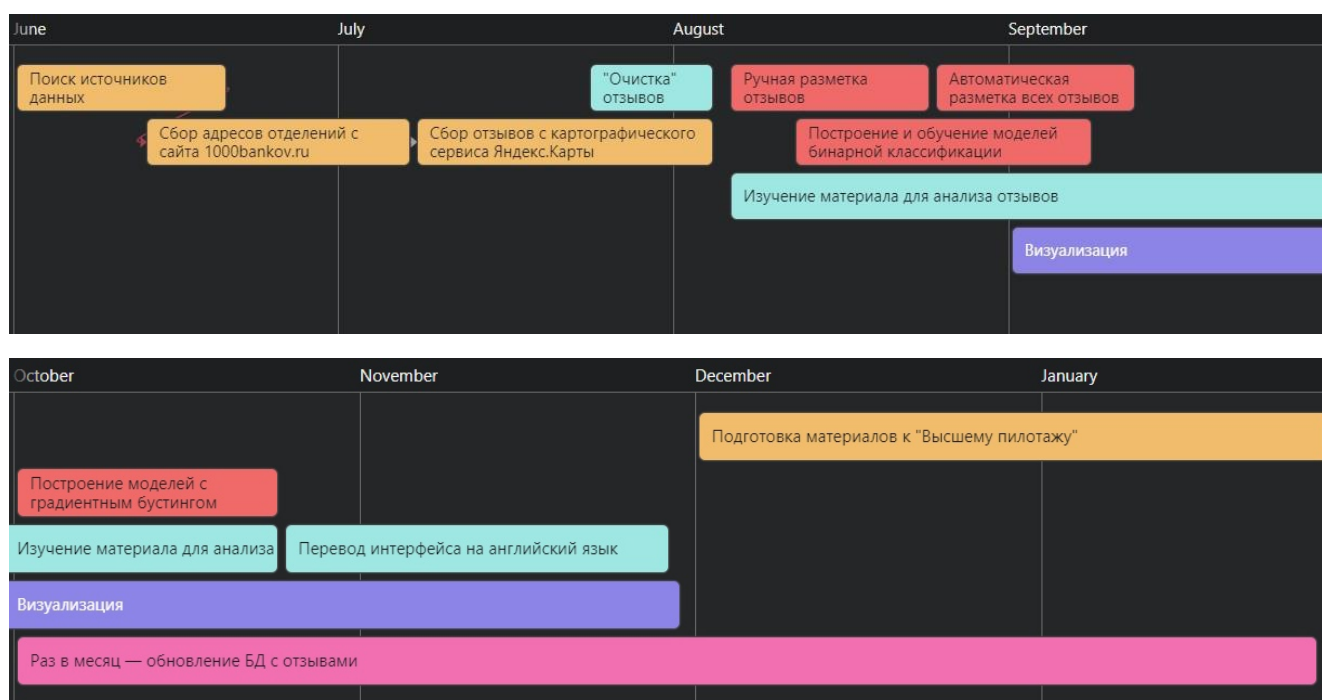 June July August September
Поиск источников
данных
"Очистка"
отзывов
Ручная разметка
отзывов
Автоматическая
разметка всех отзывов
Сбор адресов отделений с
сайта 1000bankov.ru
Сбор отзывов с картографического
сервиса Яндекс.Карты
Построение и обучение моделей
бинарной классификации
Изучение материала для анализа отзывов
Визуализация
October November December January
Подготовка материалов к "Высшему пилотажу"
Построение моделей с
градиентным бустингом
Изучение материала для анализа
Перевод интерфейса на английский язык
Визуализация
Раз в месяц — обновление БД с отзывами